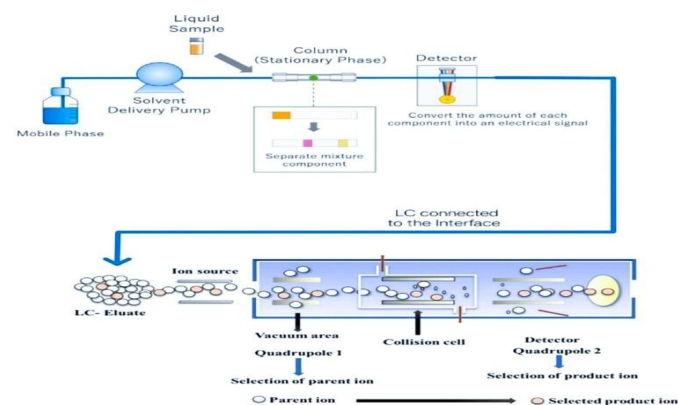 Liquid
Sample
Column
(Stationary Phase)
Detector
Solvent
Delivery Pump
Mobile Phase
Convert the amount of each
component into an electrical signal
Separate mixture
component
LC connected
to the Interface
Ion source
LC- Eluate
Vacuum area
Quadrupole 1
Collision cell
Detector
Quadrupole 2
Selection of parent ion
Selection of product ion
Parent ion
Selected product ion